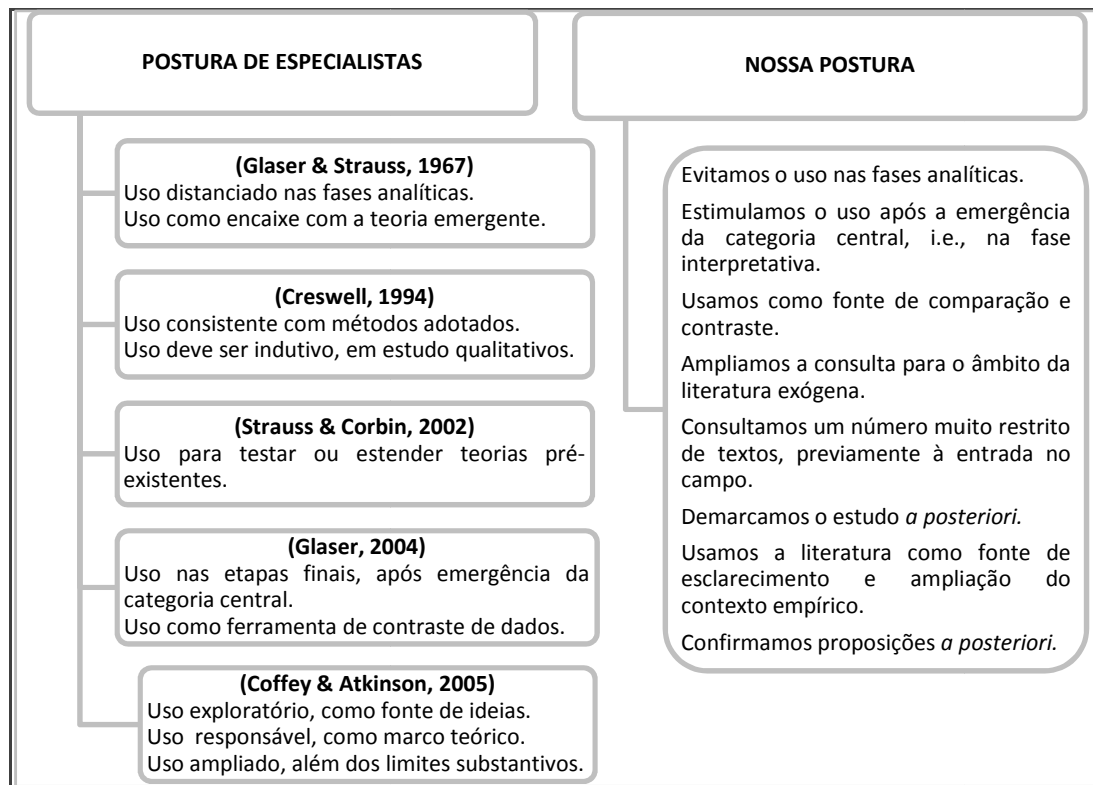 POSTURA DE ESPECIALISTAS
(Glaser & Strauss, 1967)
Uso distanciado nas fases analíticas.
Uso como encaixe com a teoria emergente.
(Creswell, 1994)
Uso consistente com métodos adotados.
Uso deve ser indutivo, em estudo qualitativos.
(Strauss & Corbin, 2002)
Uso para testar ou estender teorias pré-
existentes.
(Glaser, 2004)
Uso nas etapas finais, após emergência da
categoria central.
Uso como ferramenta de contraste de dados.
(Coffey & Atkinson, 2005)
Uso exploratório, como fonte de ideias.
Uso responsável, como marco teórico.
Uso ampliado, além dos limites substantivos.
NOSSA POSTURA
Evitamos o uso nas fases analíticas.
Estimulamos o uso após a emergência
da categoria central, i.e., na fase
interpretativa.
Usamos como fonte de comparação e
contraste.
Ampliamos a consulta para o âmbito da
literatura exógena.
Consultamos um número muito restrito
de textos, previamente à entrada no
campo.
Demarcamos o estudo a posteriori.
Usamos a literatura como fonte de
esclarecimento e ampliação do
contexto empírico.
Confirmamos proposições a posteriori.